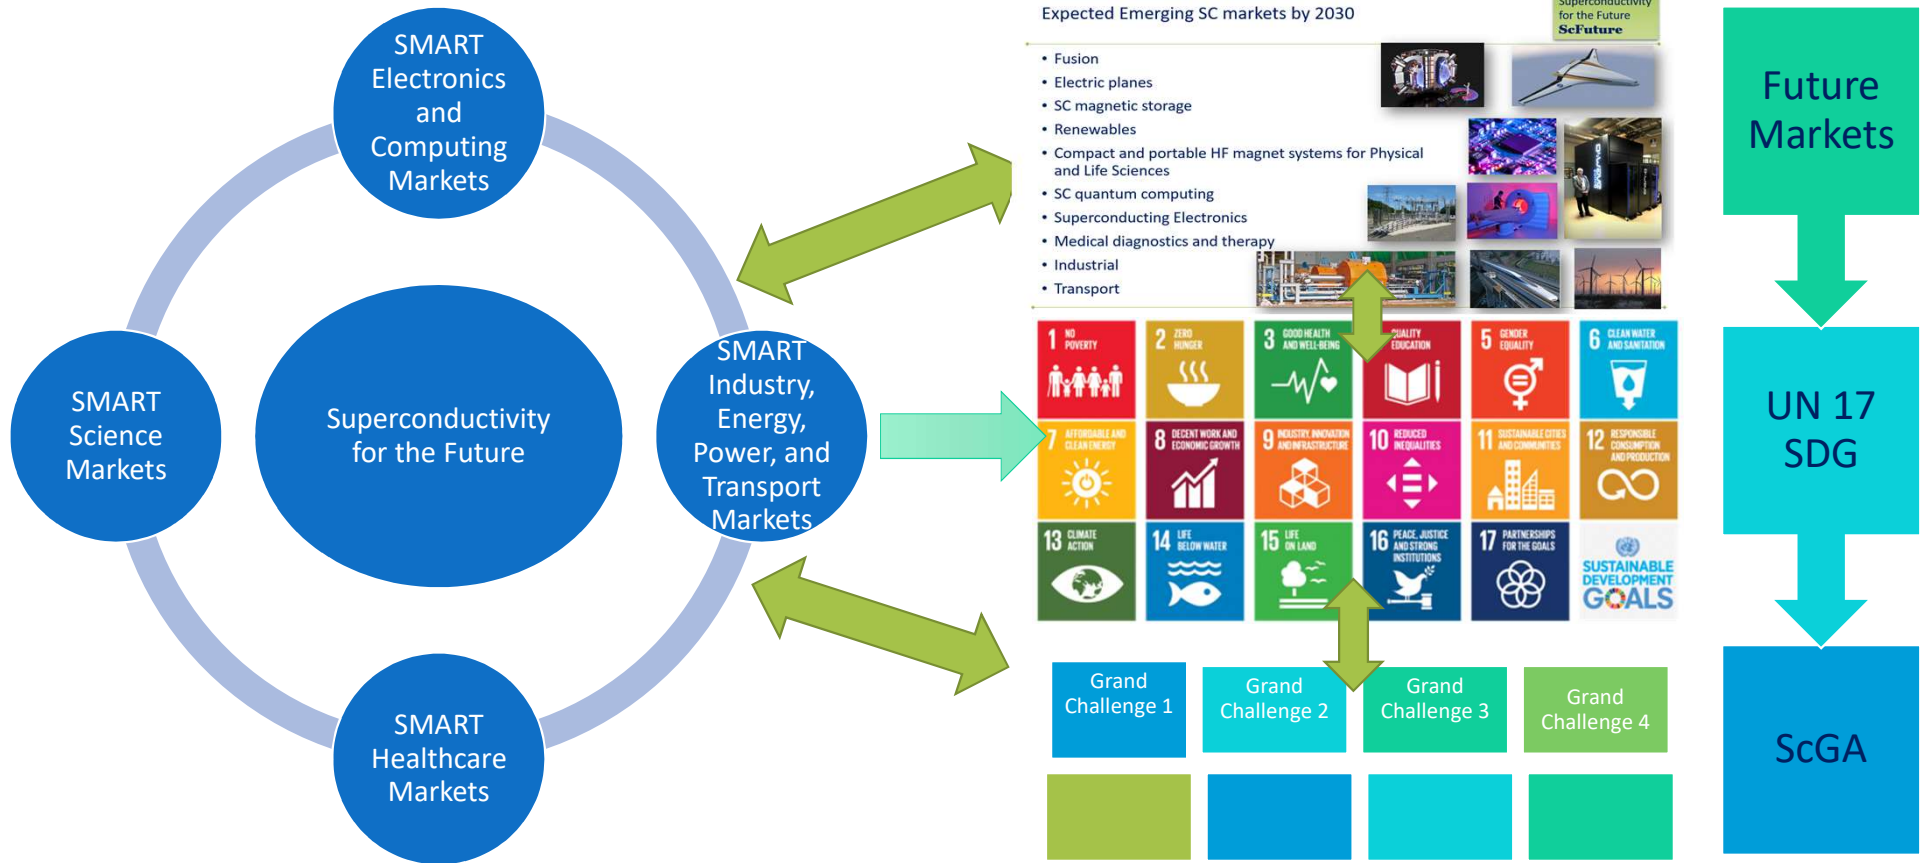 SMART
Electronics
and
Computing
Markets
SMART
Science
Markets
Superconductivity
for the Future
SMART
Industry,
Energy,
Power, and
Transport
Markets
SMART
Healthcare
Markets
Expected Emerging SC markets by 2030
Superconductivity
for the Future
ScFuture
• Fusion
• Electric planes
• SC magnetic storage
• Renewables
• Compact and portable HF magnet systems for Physical
and Life Sciences
• SC quantum computing
• Superconducting Electronics
• Medical diagnostics and therapy
• Industrial
• Transport
1 NO
POVERTY
2 ZERO
HUNGER
3 GOOD HEALTH
AND WELL-BEING
QUALITY
EDUCATION
5 GENDER
EQUALITY
6 CLEAN WATER
AND SANITATION
7 AFFORDABLE AND
CLEAN ENERGY
8 DECENT WORK AND
ECONOMIC GROWTH
9 INDUSTRY, INNOVATION
AND INFRASTRUCTURE
10 REDUCED
INEQUALITIES
11 SUSTAINABLE CITIES
AND COMMUNITIES
12 RESPONSIBLE
CONSUMPTION
AND PRODUCTION
13 CLIMATE
ACTION
14 LIFE
BELOW WATER
15 LIFE
ON LAND
16 PEACE, JUSTICE
AND STRONG
INSTITUTIONS
17 PARTNERSHIPS
FOR THE GOALS
SUSTAINABLE
DEVELOPMENT
GOALS
Grand
Challenge 1
Grand
Challenge 2
Grand
Challenge 3
Grand
Challenge 4
Future
Markets
UN 17
SDG
ScGA